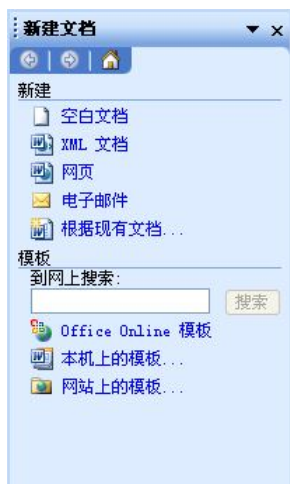 新建文档
新建
空白文档
XML 文档
网页
电子邮件
根据现有文档...
模板
到网上搜索:
搜索
Office Online 模板
本机上的模板...
网站上的模板...